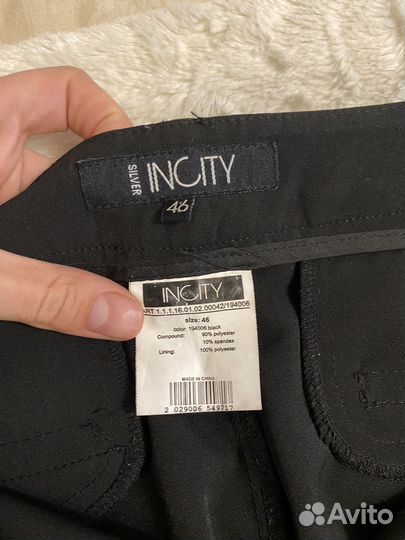 SILVER INCITY
46
INCITY
ART 1.1.1.16.01.02.00042/194006
size: 46
color: 194006 black
Compound: 90% polyester
10% spandex
Lining: 100% polyester
MADE IN CHINA
2 029006 549717
Avito